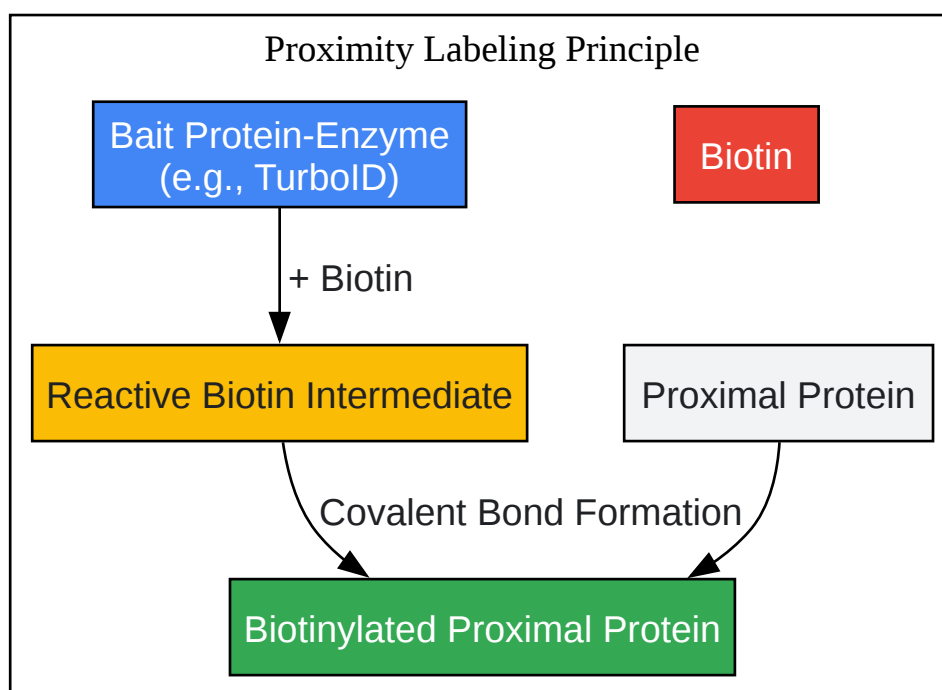 Proximity Labeling Principle
Bait Protein-Enzyme
(e.g., TurboID)
Biotin
+ Biotin
Reactive Biotin Intermediate
Proximal Protein
Covalent Bond Formation
Biotinylated Proximal Protein